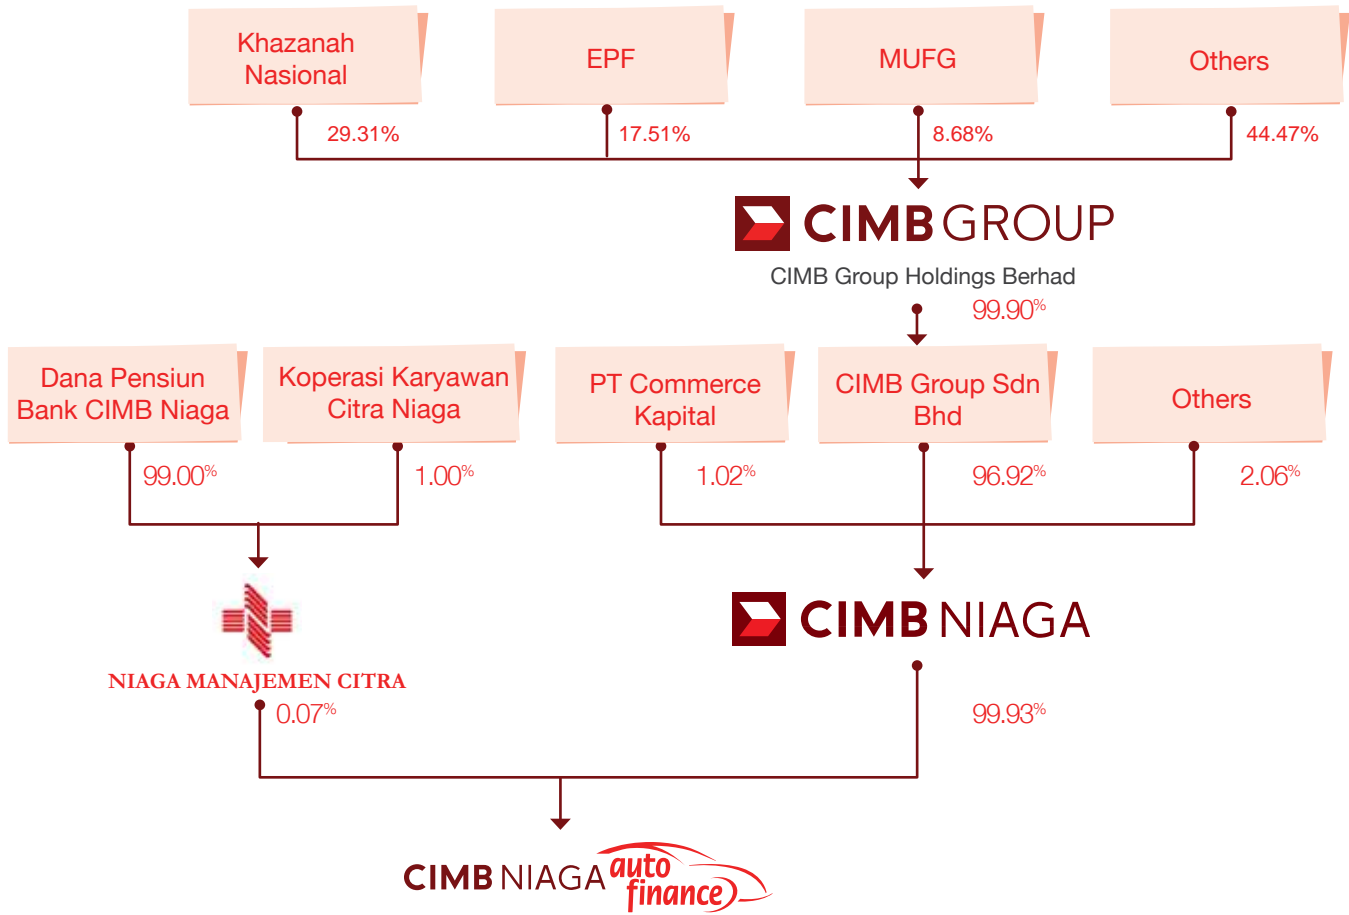 Khazanah
Nasional
EPF
MUFG
Others
29.31%
17.51%
8.68%
44.47%
CIMB GROUP
CIMB Group Holdings Berhad
99.90%
Dana Pensiun
Bank CIMB Niaga
Koperasi Karyawan
Citra Niaga
PT Commerce
Kapital
CIMB Group Sdn
Bhd
Others
99.00%
1.00%
1.02%
96.92%
2.06%
CIMB NIAGA
NIAGA MANAJEMEN CITRA
0.07%
99.93%
CIMB NIAGA auto
finance